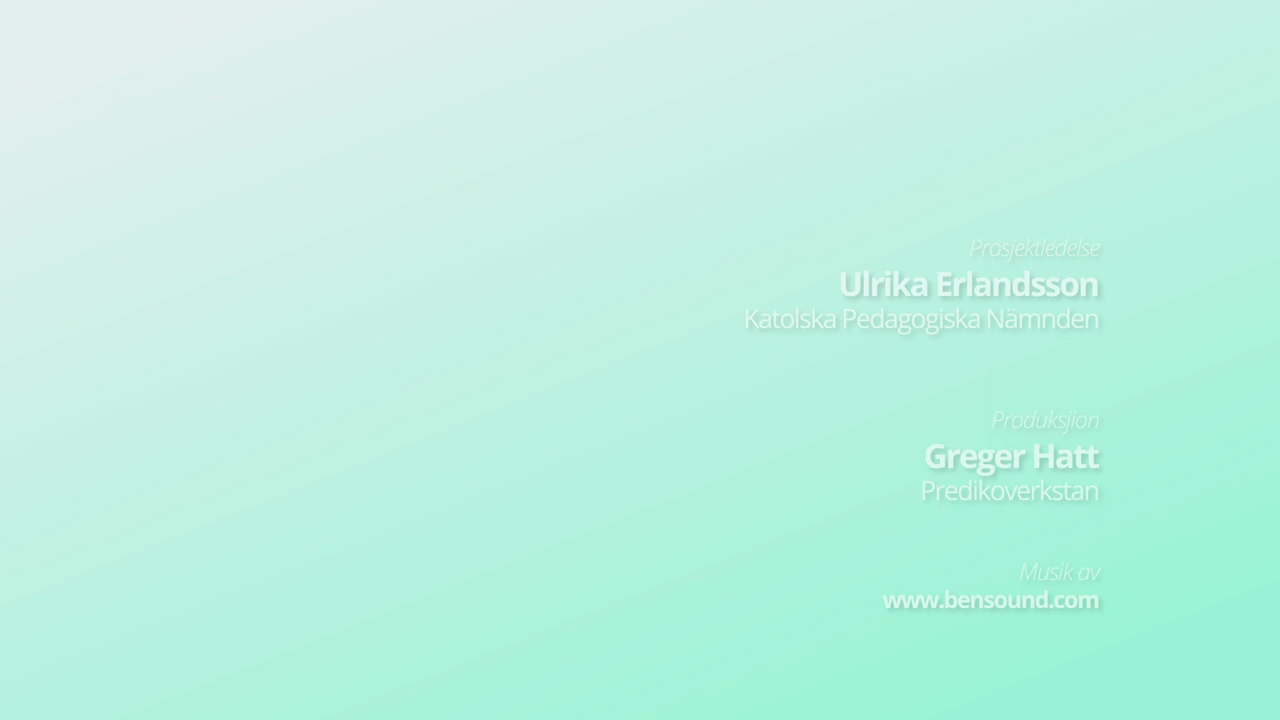 Prosjektledelse
Ulrika Erlandsson
Katolska Pedagogiska Nämnden
Produksjion
Greger Hatt
Predikoverkstan
Musik av
www.bensound.com